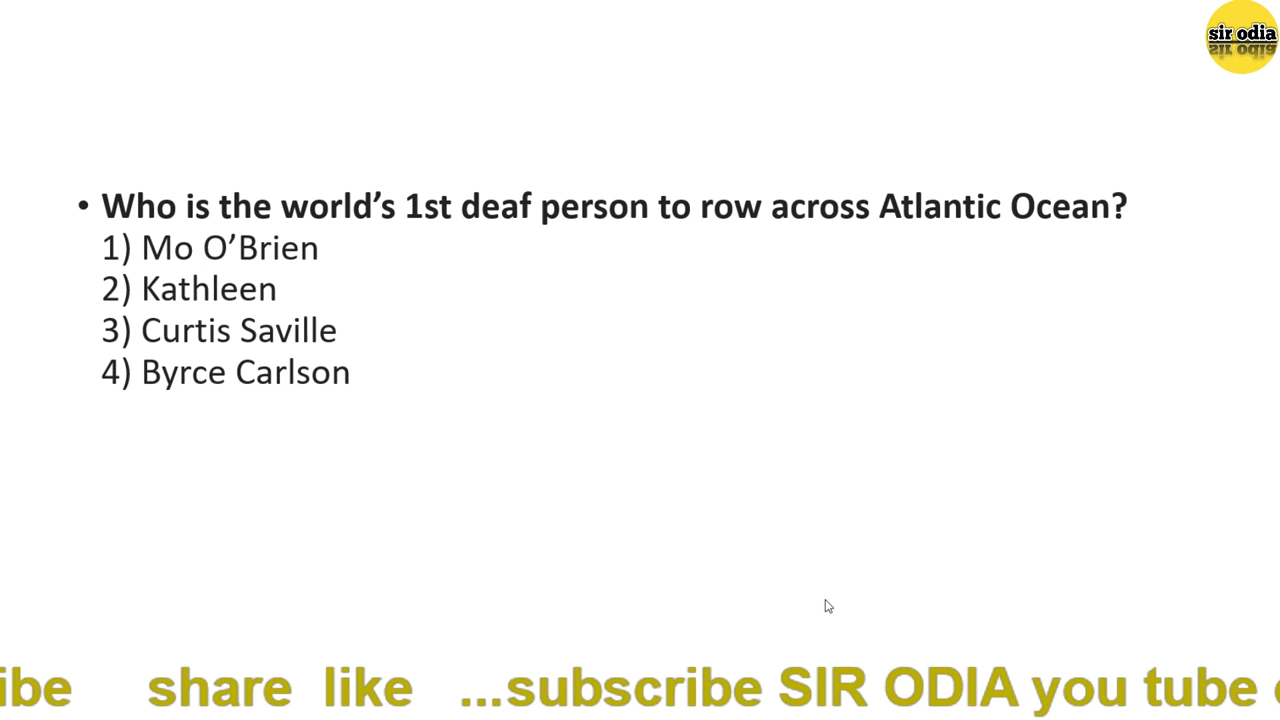 sir odia
• Who is the world’s 1st deaf person to row across Atlantic Ocean?
1) Mo O’Brien
2) Kathleen
3) Curtis Saville
4) Byrce Carlson
ibe share like ...subscribe SIR ODIA you tube